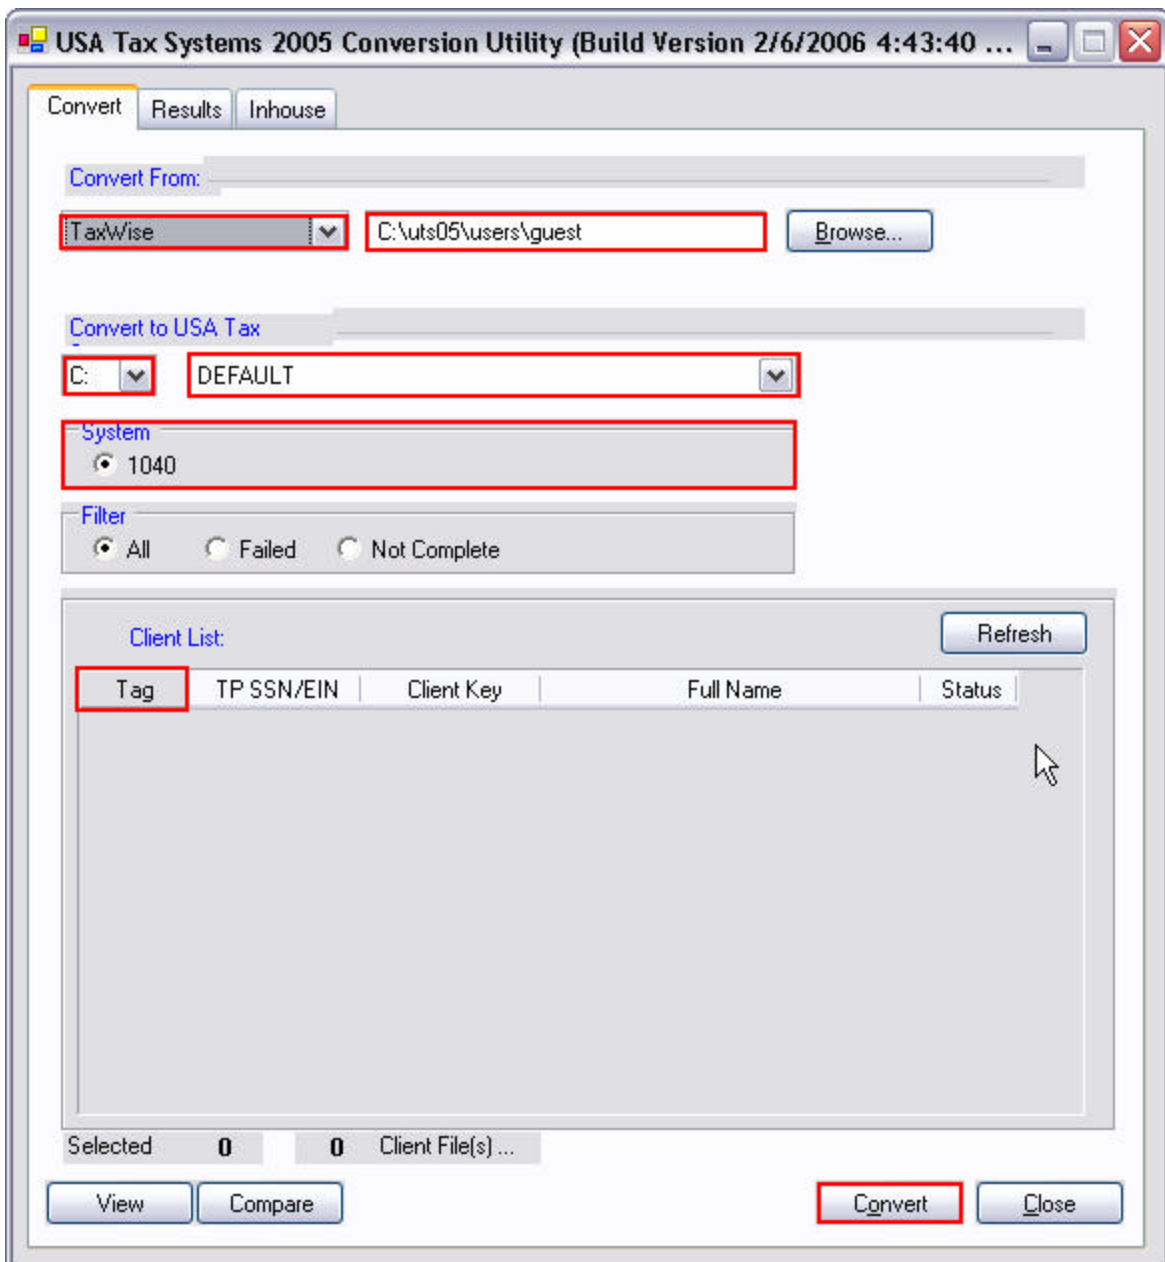 USA Tax Systems 2005 Conversion Utility (Build Version 2/6/2006 4:43:40 ...
Convert Results Inhouse
Convert From:
TaxWise C:\uts05\users\guest Browse...
Convert to USA Tax
C: DEFAULT
System
1040
Filter
All Failed Not Complete
Client List: Refresh
Tag TP SSN/EIN Client Key Full Name Status
Selected 0 0 Client File(s) ...
View Compare Convert Close